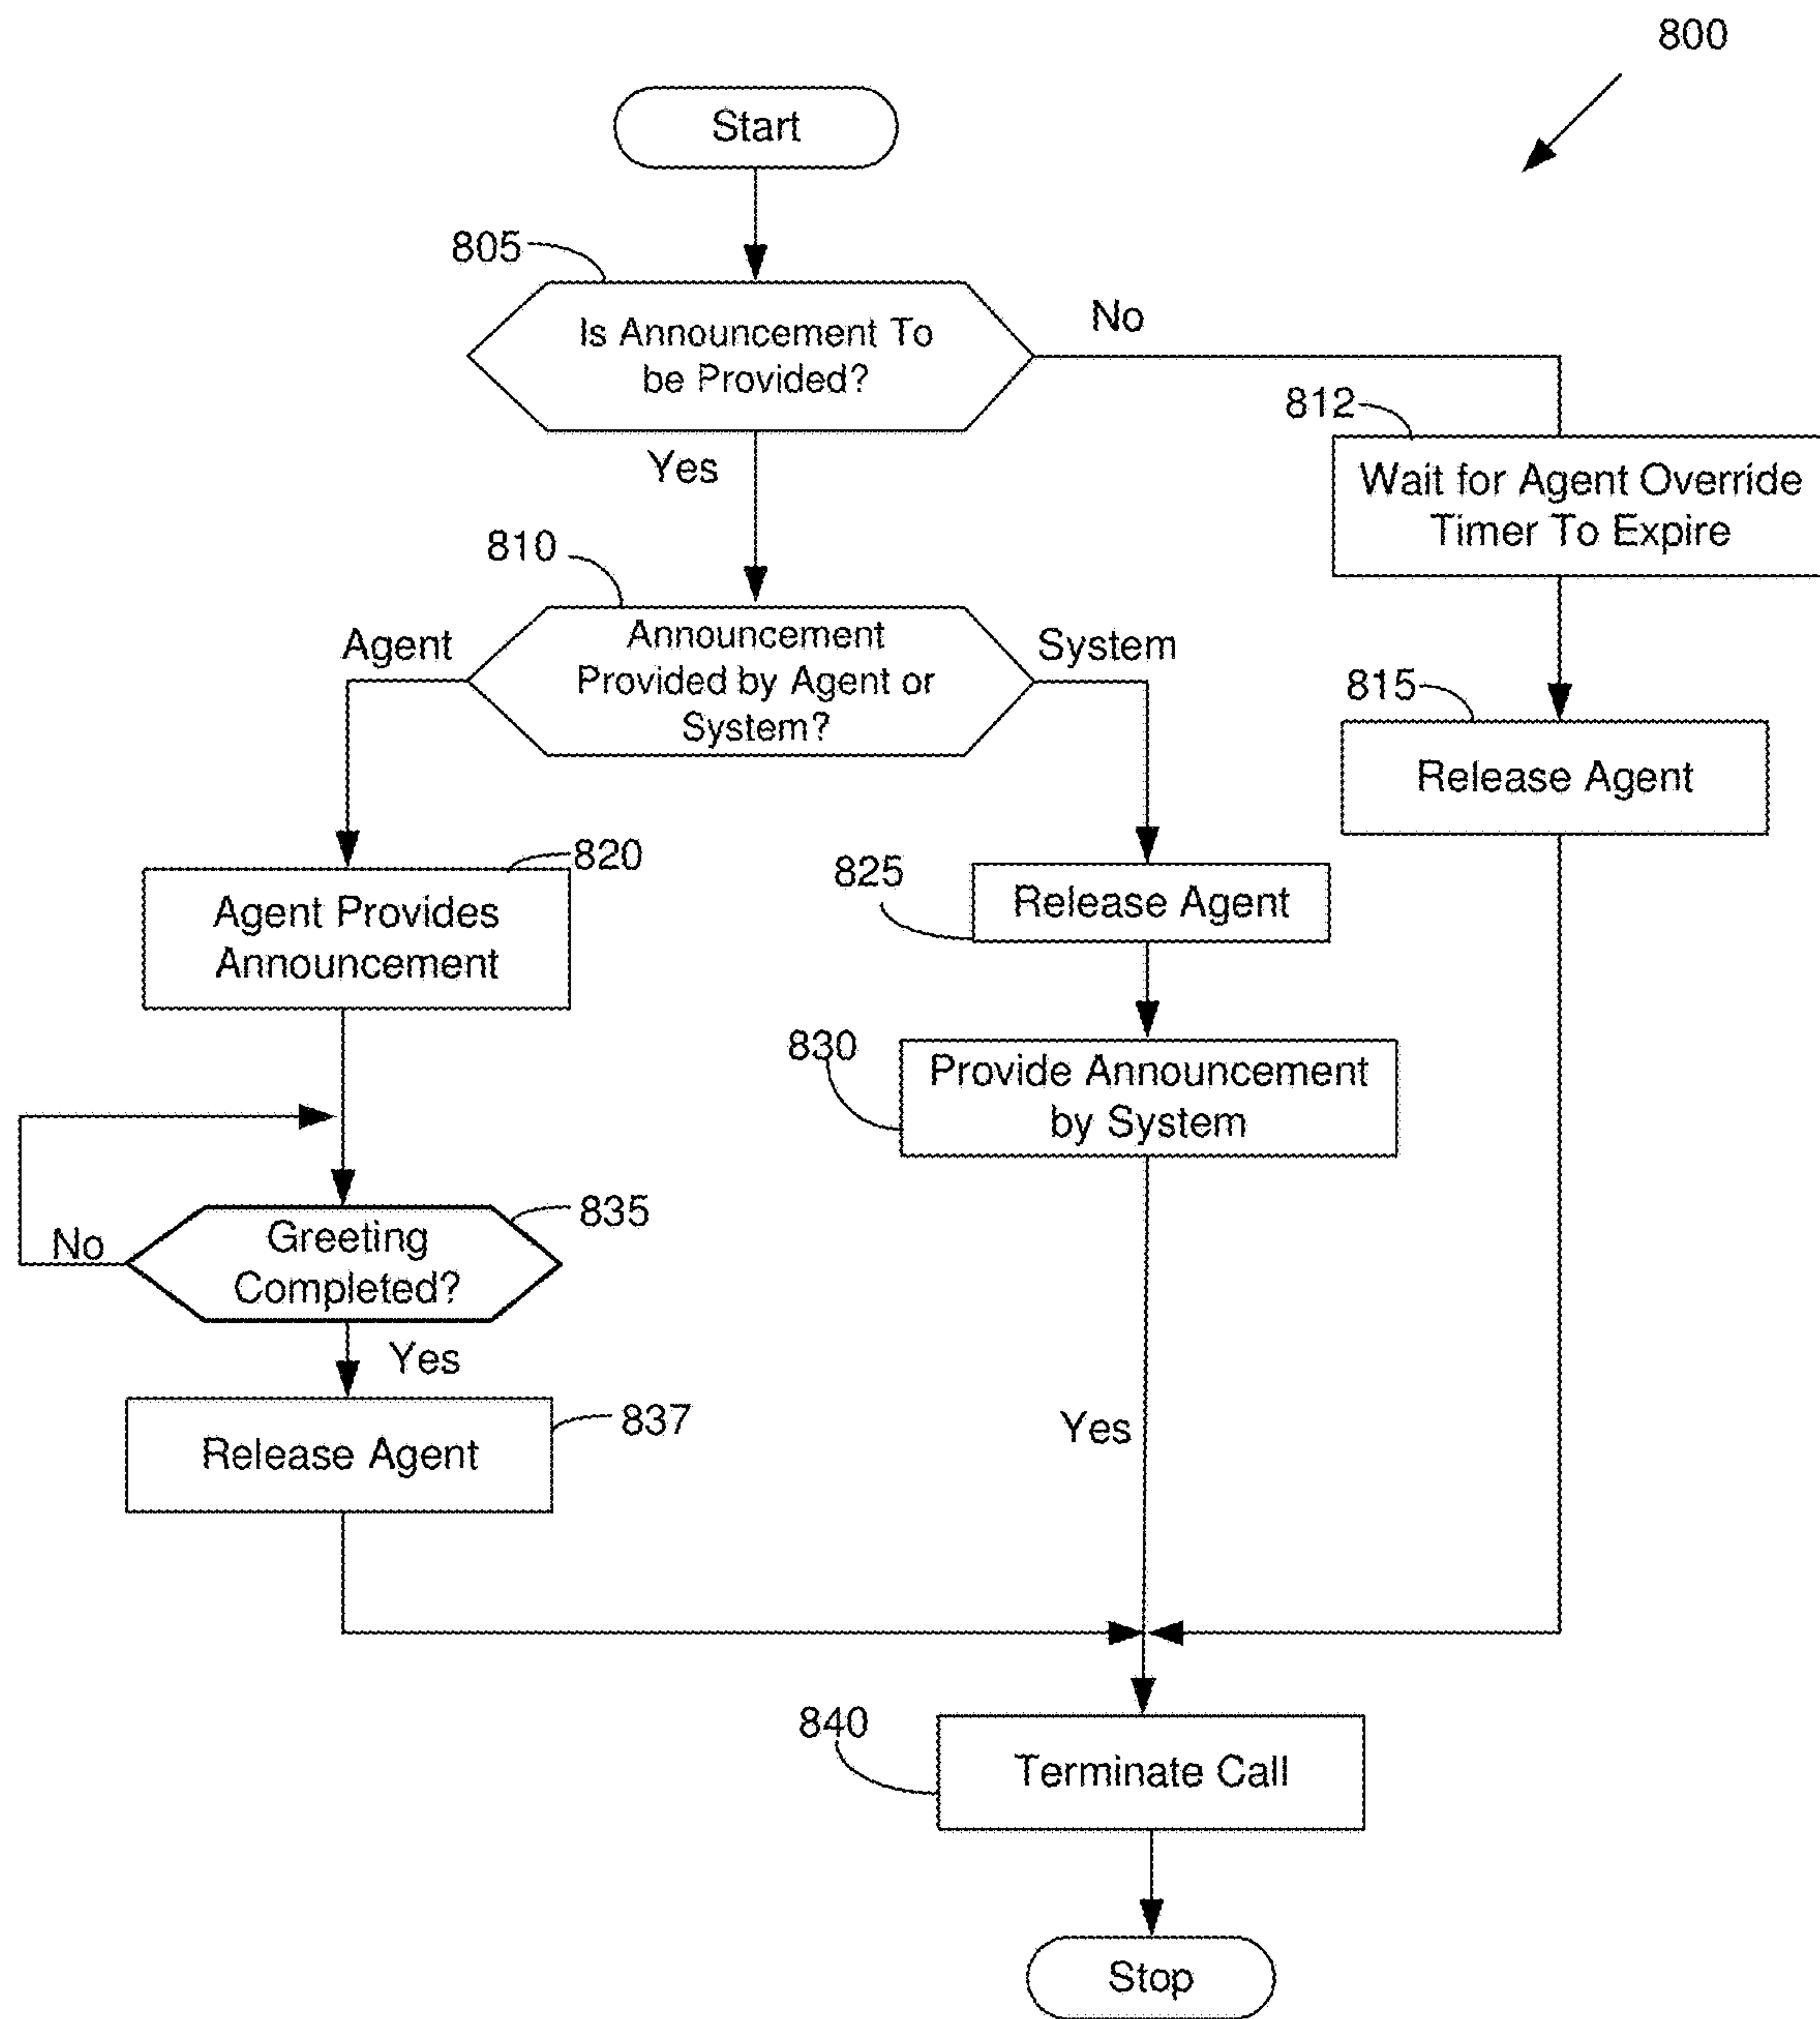 800
Start
805
Is Announcement To
be Provided?
No
Yes
812
Wait for Agent Override
Timer To Expire
810
Agent
Announcement
Provided by Agent or
System?
System
815
Release Agent
820
Agent Provides
Announcement
825
Release Agent
830
Provide Announcement
by System
835
No
Greeting
Completed?
Yes
837
Release Agent
Yes
840
Terminate Call
Stop